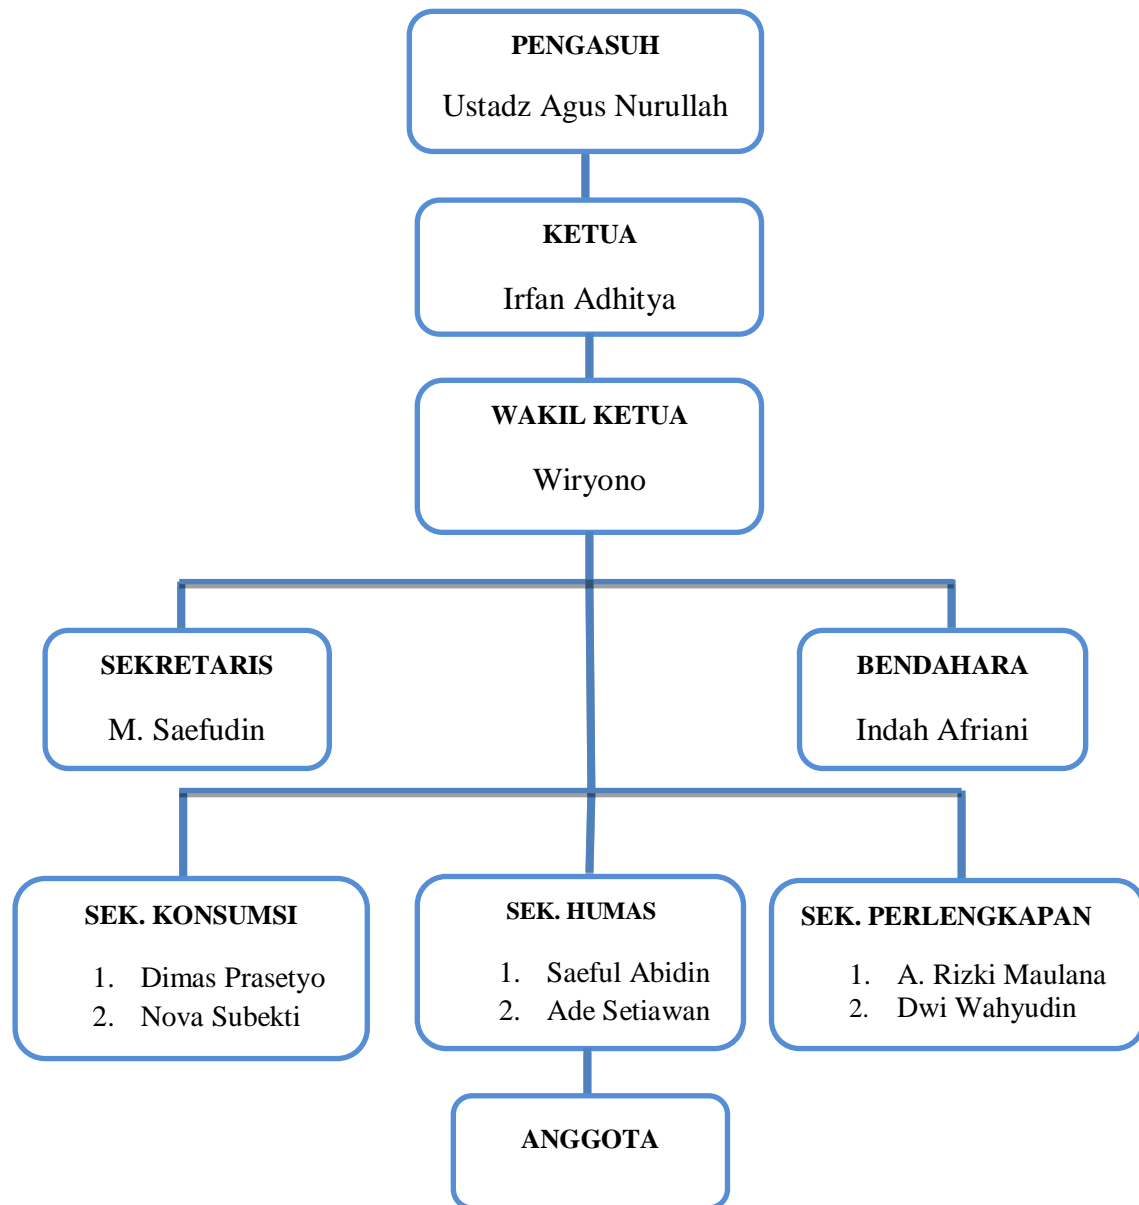 PENGASUH
Ustadz Agus Nurullah
KETUA
Irfan Adhitya
WAKIL KETUA
Wiryono
SEKRETARIS
M. Saefudin
BENDAHARA
Indah Afriani
SEK. KONSUMSI
1. Dimas Prasetyo
2. Nova Subekti
SEK. HUMAS
1. Saeful Abidin
2. Ade Setiawan
SEK. PERLENGKAPAN
1. A. Rizki Maulana
2. Dwi Wahyudin
ANGGOTA